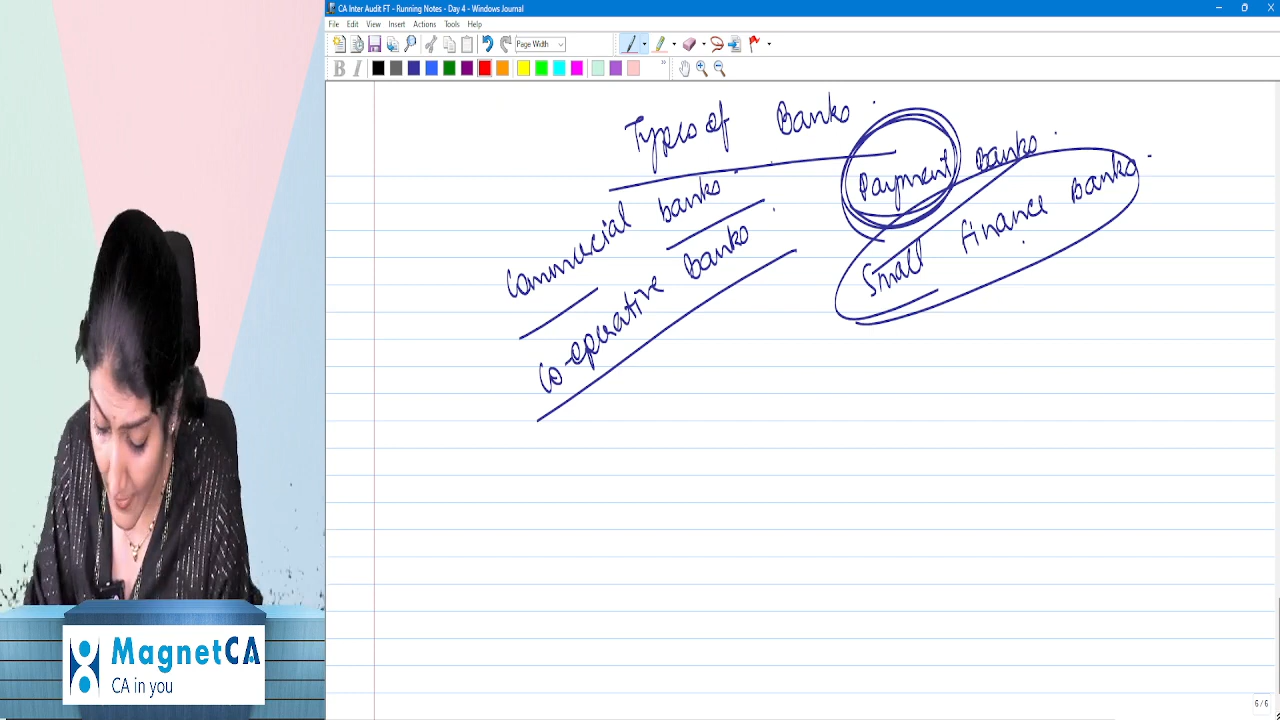 CA Inter Audit FT - Running Notes - Day 4 - Windows Journal
File Edit View Insert Actions Tools Help
Page Width
B I
Types of Banks.
Commercial banks.
Co-operative Banks.
Payment Banks.
Small Finance Banks.
MagnetCA
CA in you
6 / 6